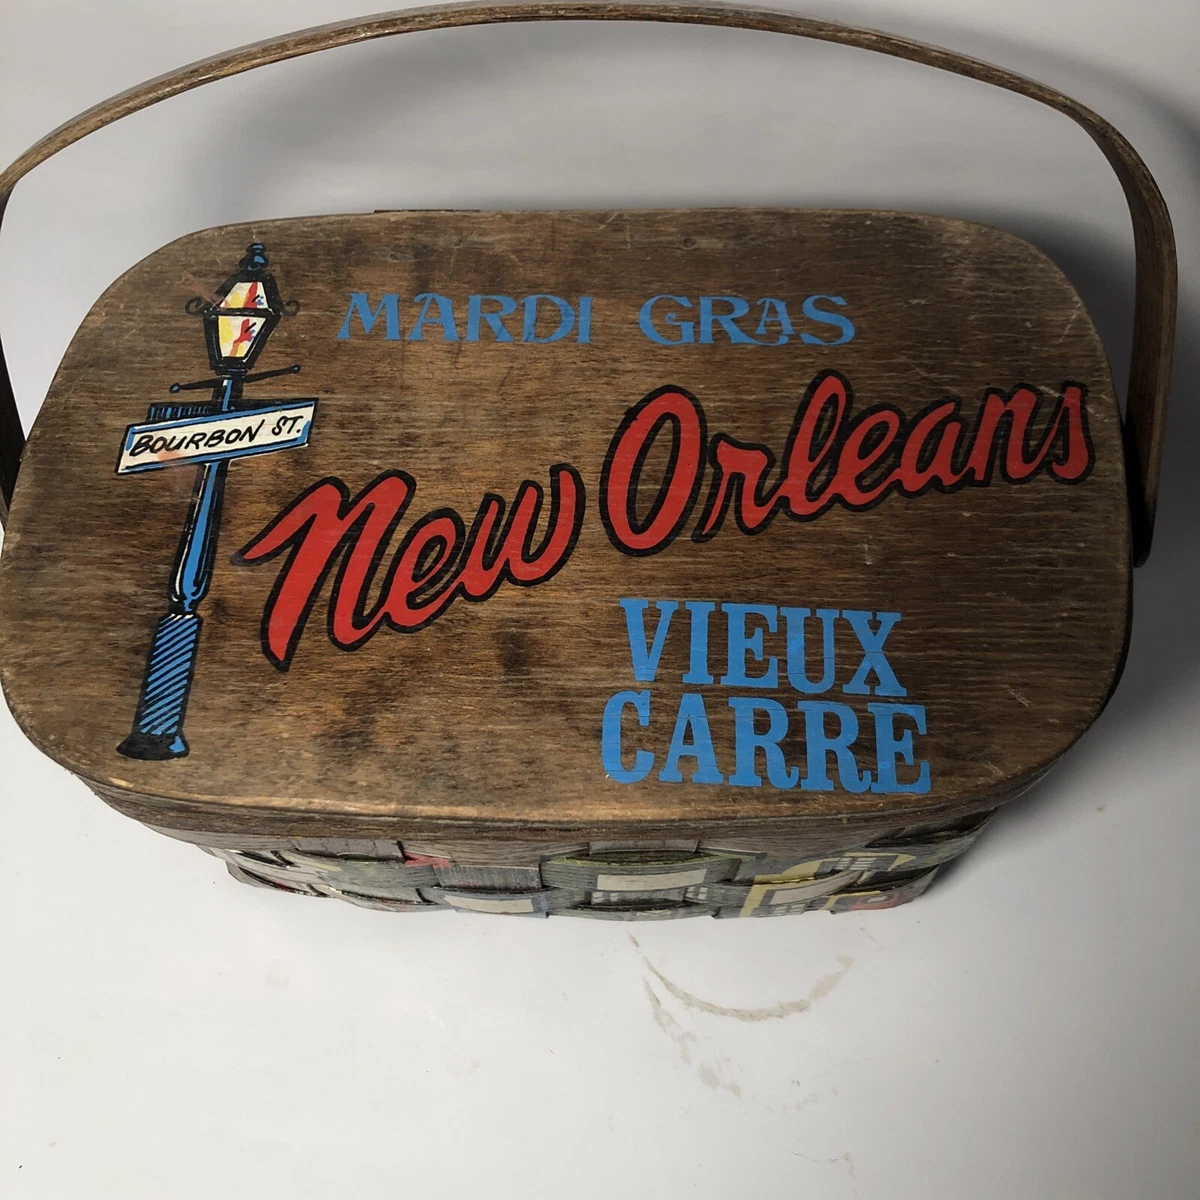 MARDI GRAS
BOURBON ST.
New Orleans
VIEUX
CARRE